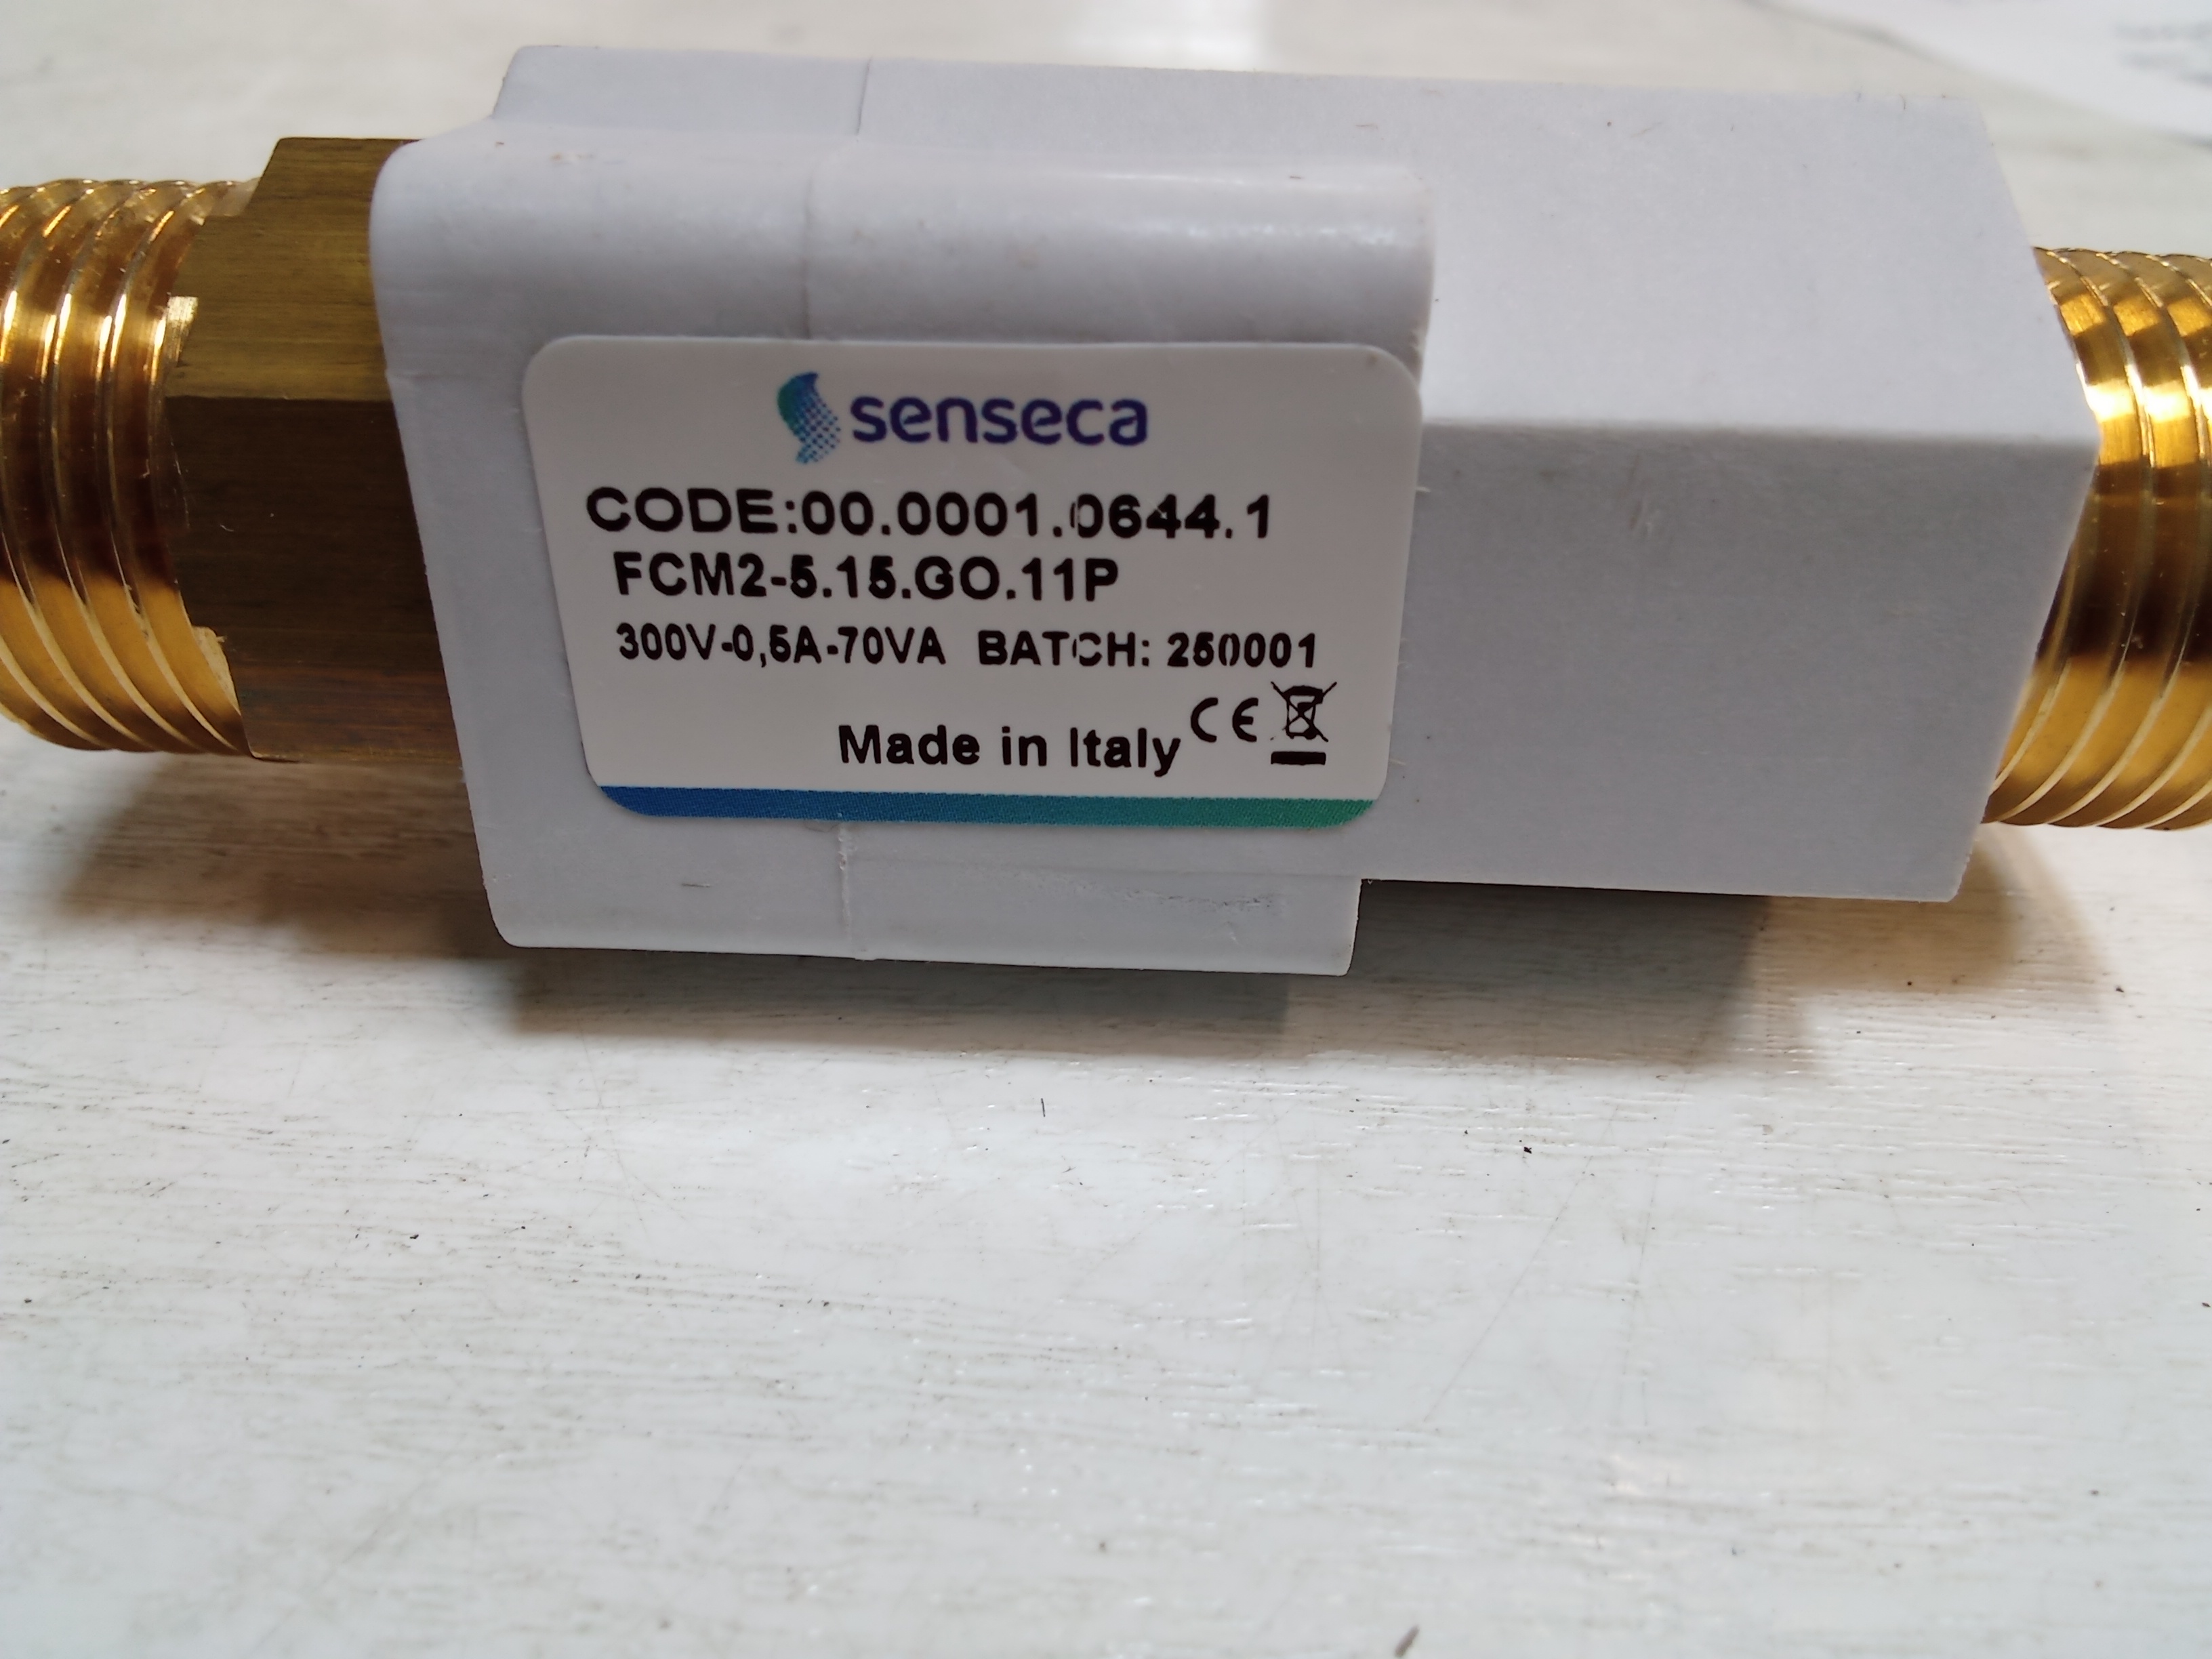 senseca
CODE:00.0001.0644.1
FCM2-5.15.GO.11P
300V-0,5A-70VA BATCH: 250001
Made in Italy CE